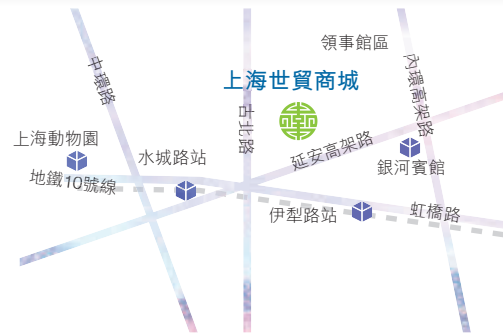 領事館區
上海世貿商城
中環路
內環高架路
古北路
上海動物園
水城路站
延安高架路
銀河賓館
地鐵10號線
伊犁路站
虹橋路